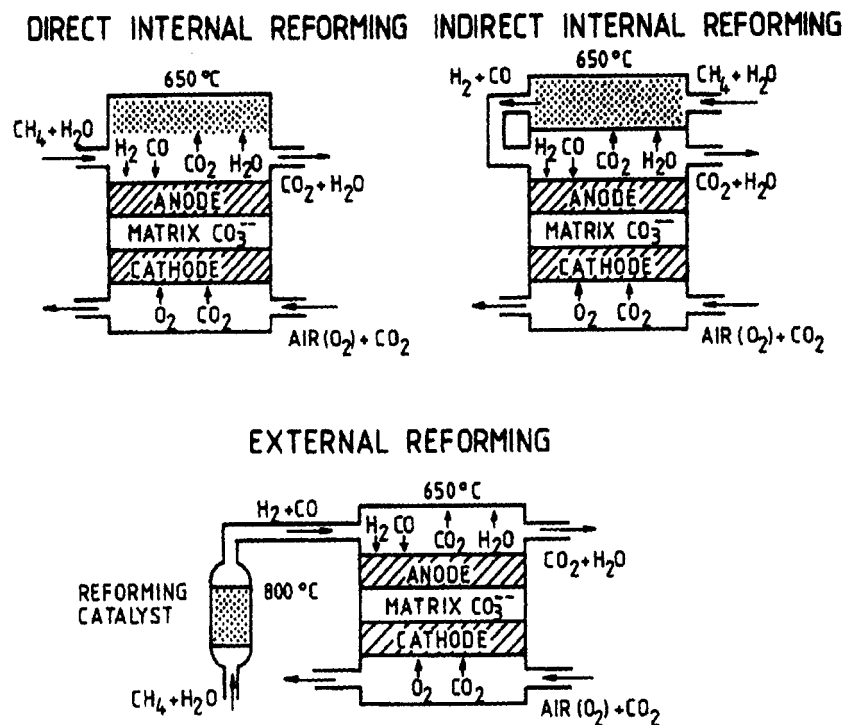 DIRECT INTERNAL REFORMING
650°C
CH₄+H₂O
H₂ CO CO₂ H₂O
CO₂+H₂O
ANODE
MATRIX CO₃⁻⁻
CATHODE
O₂ CO₂
AIR(O₂)+CO₂
INDIRECT INTERNAL REFORMING
650°C
H₂+CO
CH₄+H₂O
H₂ CO CO₂ H₂O
CO₂+H₂O
ANODE
MATRIX CO₃⁻⁻
CATHODE
O₂ CO₂
AIR(O₂)+CO₂
EXTERNAL REFORMING
650°C
H₂+CO
H₂ CO CO₂ H₂O
CO₂+H₂O
REFORMING
CATALYST
800°C
ANODE
MATRIX CO₃⁻⁻
CATHODE
CH₄+H₂O
O₂ CO₂
AIR(O₂)+CO₂